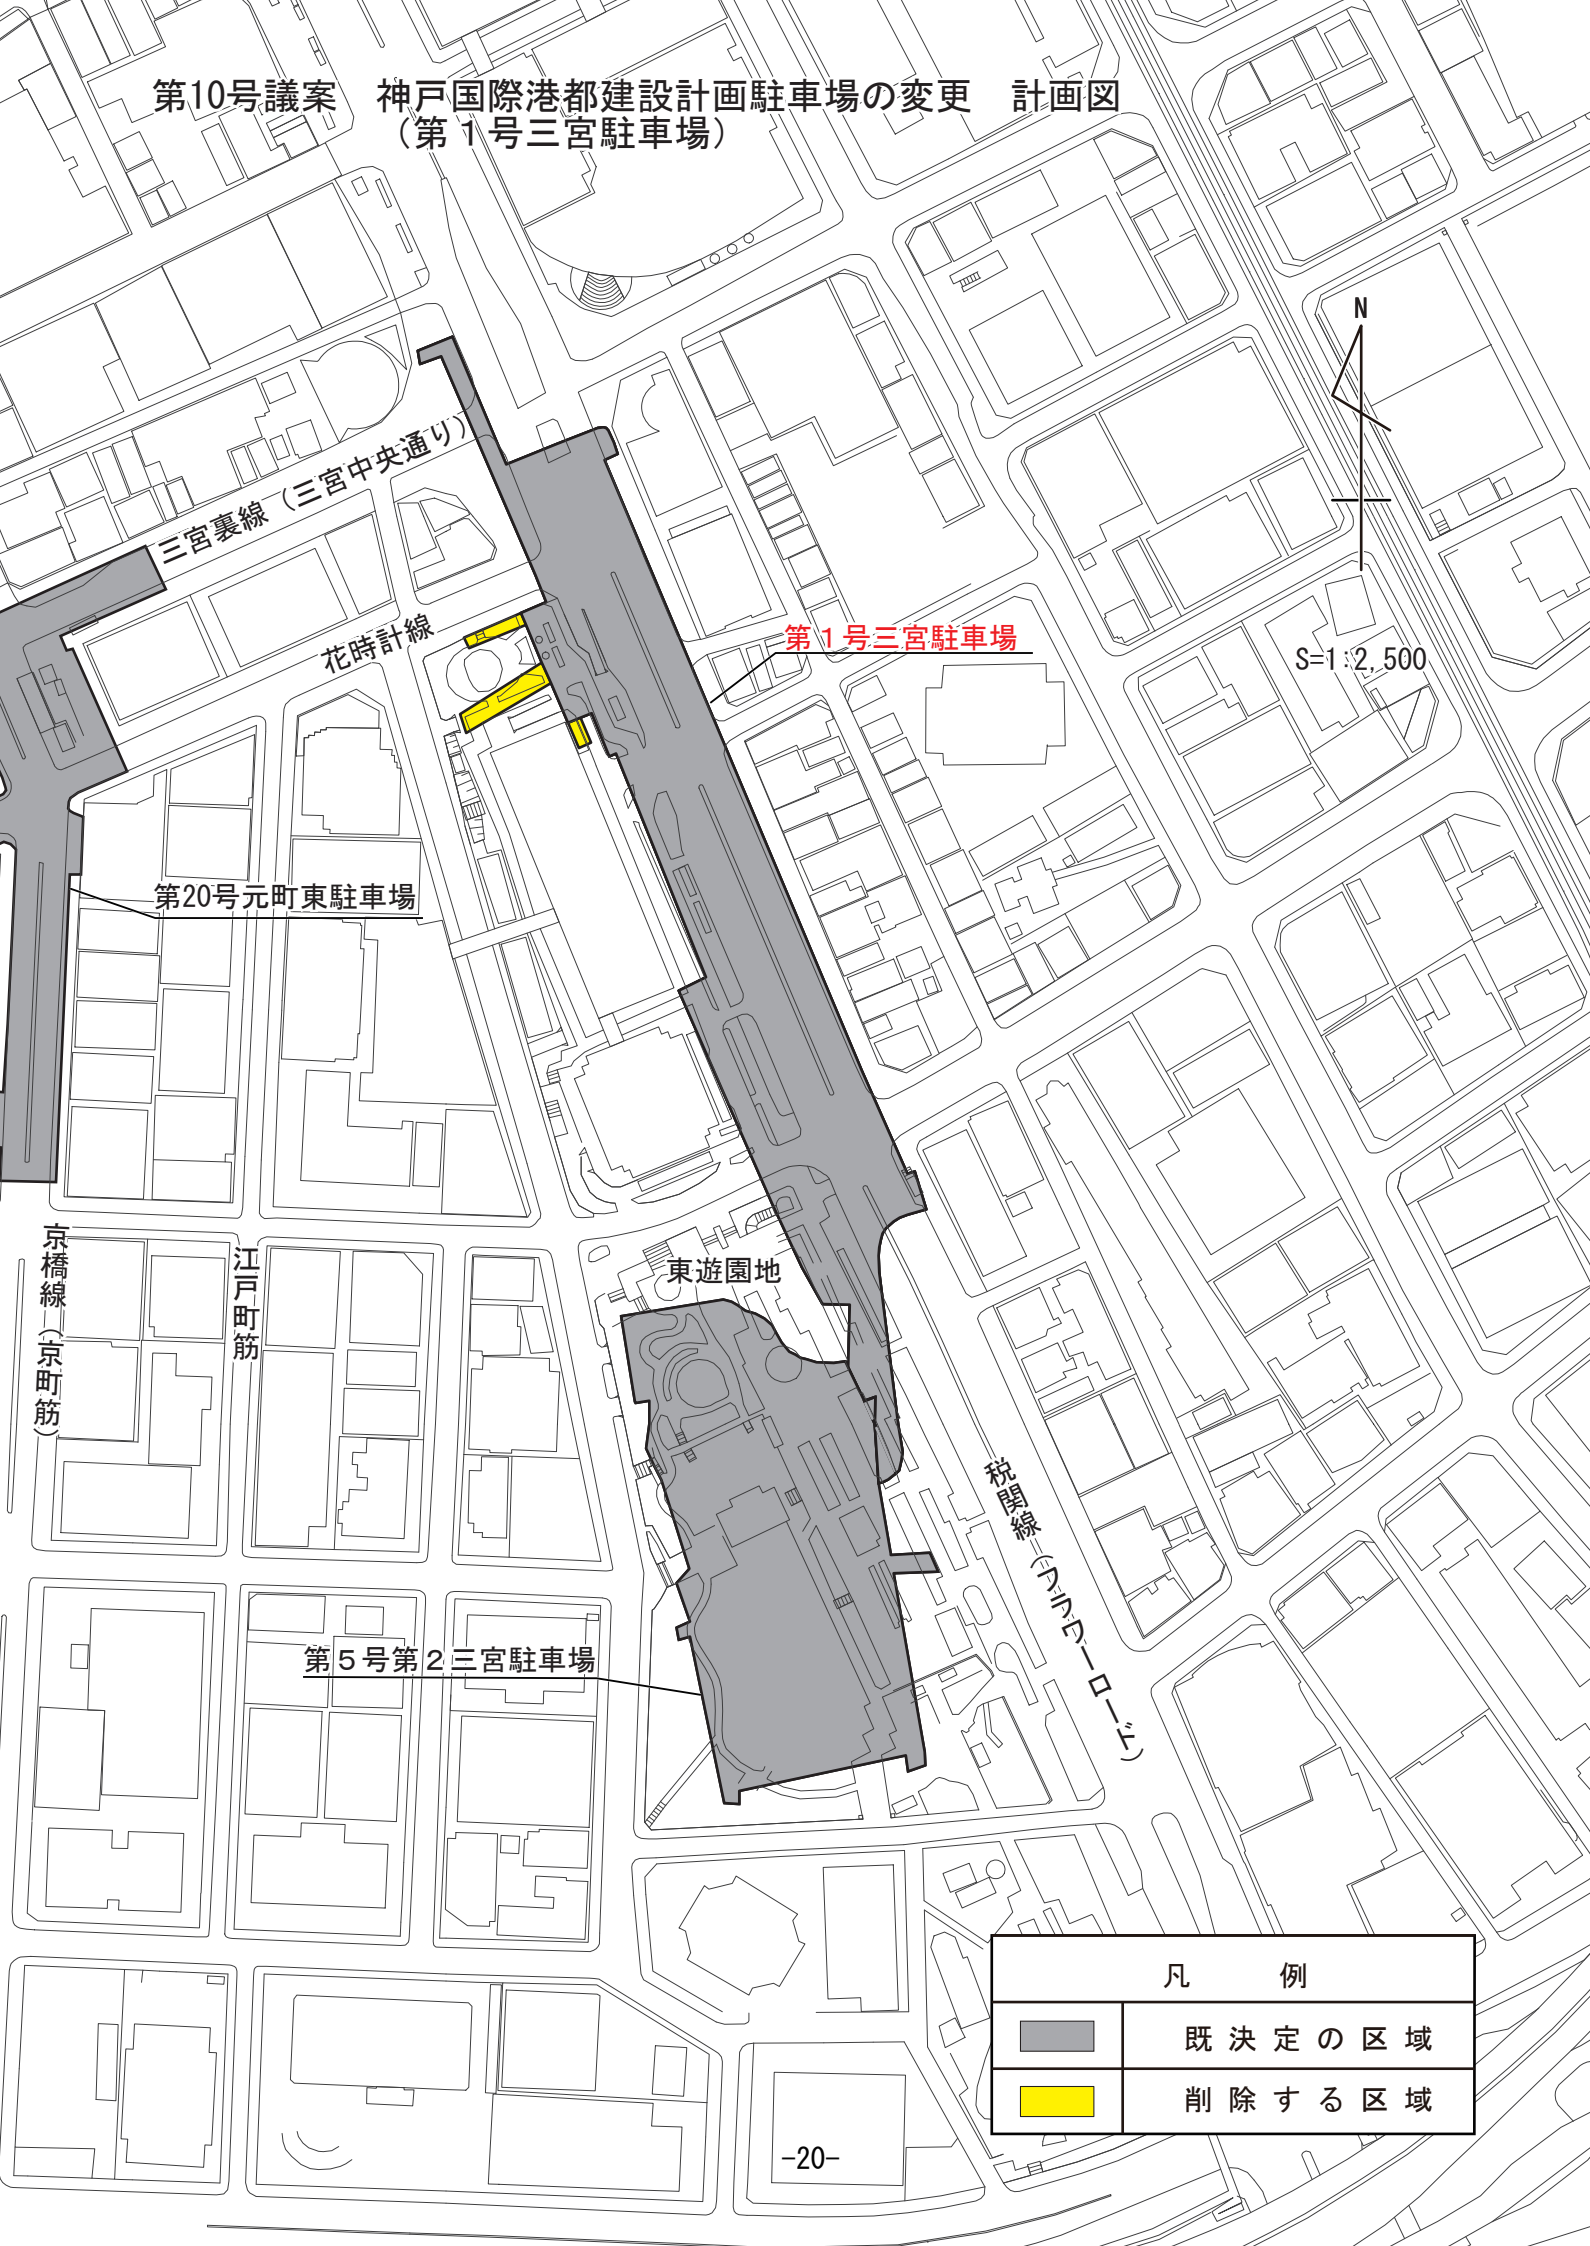 第10号議案　神戸国際港都建設計画駐車場の変更　計画図
（第１号三宮駐車場）
N
三宮裏線（三宮中央通り）
花時計線
第１号三宮駐車場
S=1:2,500
第20号元町東駐車場
京橋線（京町筋）
江戸町筋
東遊園地
税関線（フラワーロード）
第５号第２三宮駐車場
凡　例
既決定の区域
削除する区域
-20-